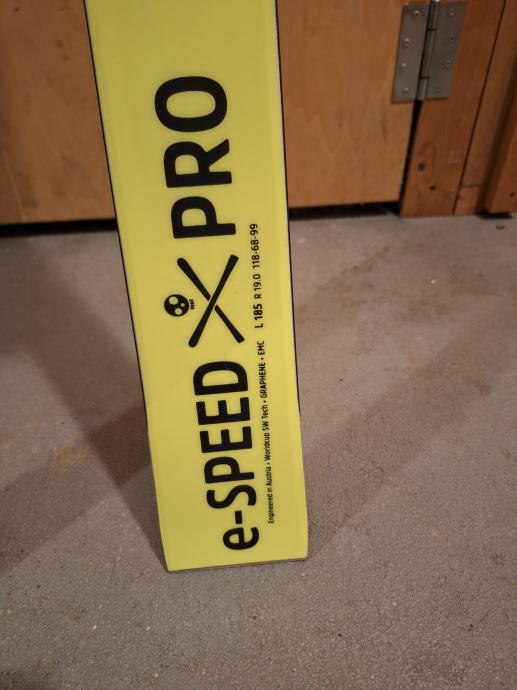 e-SPEED PRO
L 185 R 19.0 118-68-99
Engineered in Austria • Worldcup SW Tech • GRAPHENE • EMC